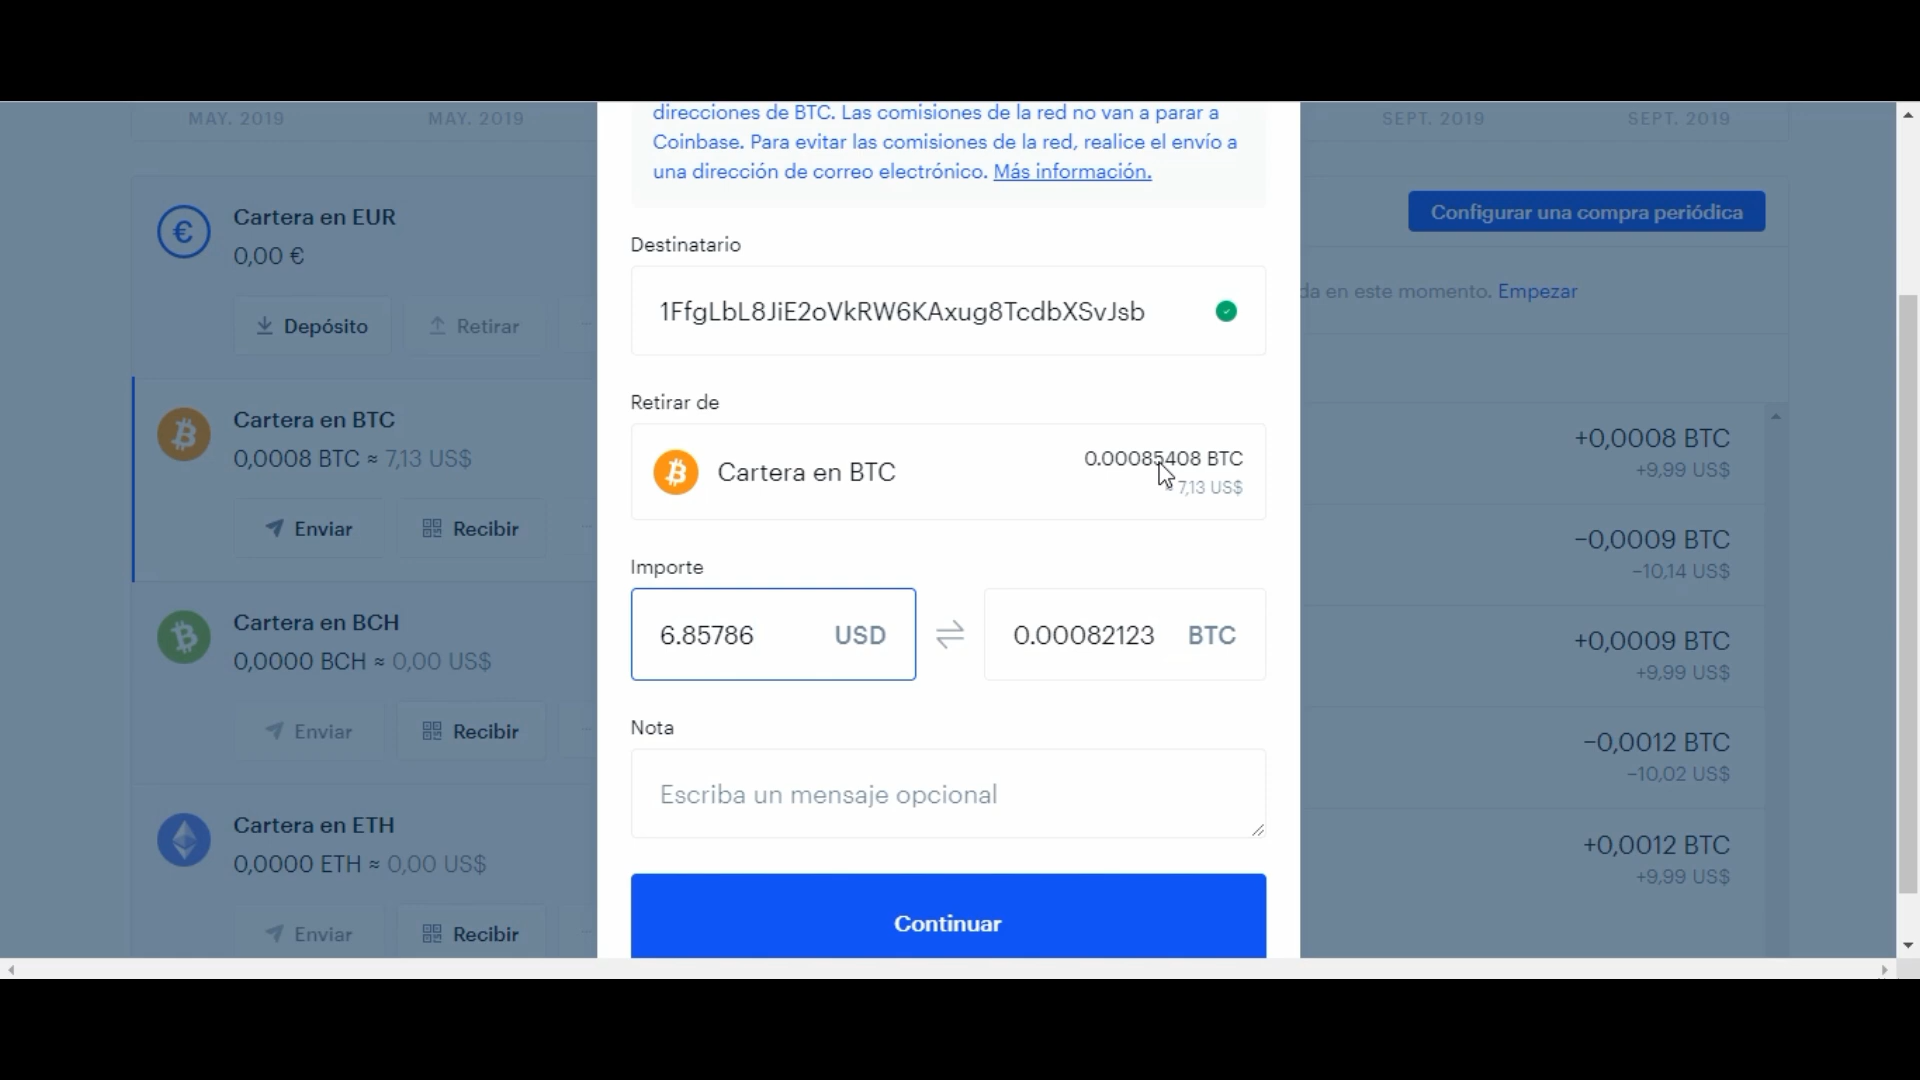 MAY. 2019
MAY. 2019
SEPT. 2019
SEPT. 2019
direcciones de BTC. Las comisiones de la red no van a parar a
Coinbase. Para evitar las comisiones de la red, realice el envío a
una dirección de correo electrónico. Más información.
Cartera en EUR
0,00 €
Depósito
Retirar
Cartera en BTC
0,0008 BTC ≈ 7,13 US$
Enviar
Recibir
Cartera en BCH
0,0000 BCH ≈ 0,00 US$
Enviar
Recibir
Cartera en ETH
0,0000 ETH ≈ 0,00 US$
Enviar
Recibir
Destinatario
1FfgLbL8JiE2oVkRW6KAxug8TcdbXSvJsb
Retirar de
Cartera en BTC
0.00085408 BTC
≈ 7,13 US$
Importe
6.85786 USD
0.00082123 BTC
Nota
Escriba un mensaje opcional
Continuar
Configurar una compra periódica
en este momento. Empezar
+0,0008 BTC
+9,99 US$
−0,0009 BTC
−10,14 US$
+0,0009 BTC
+9,99 US$
−0,0012 BTC
−10,02 US$
+0,0012 BTC
+9,99 US$